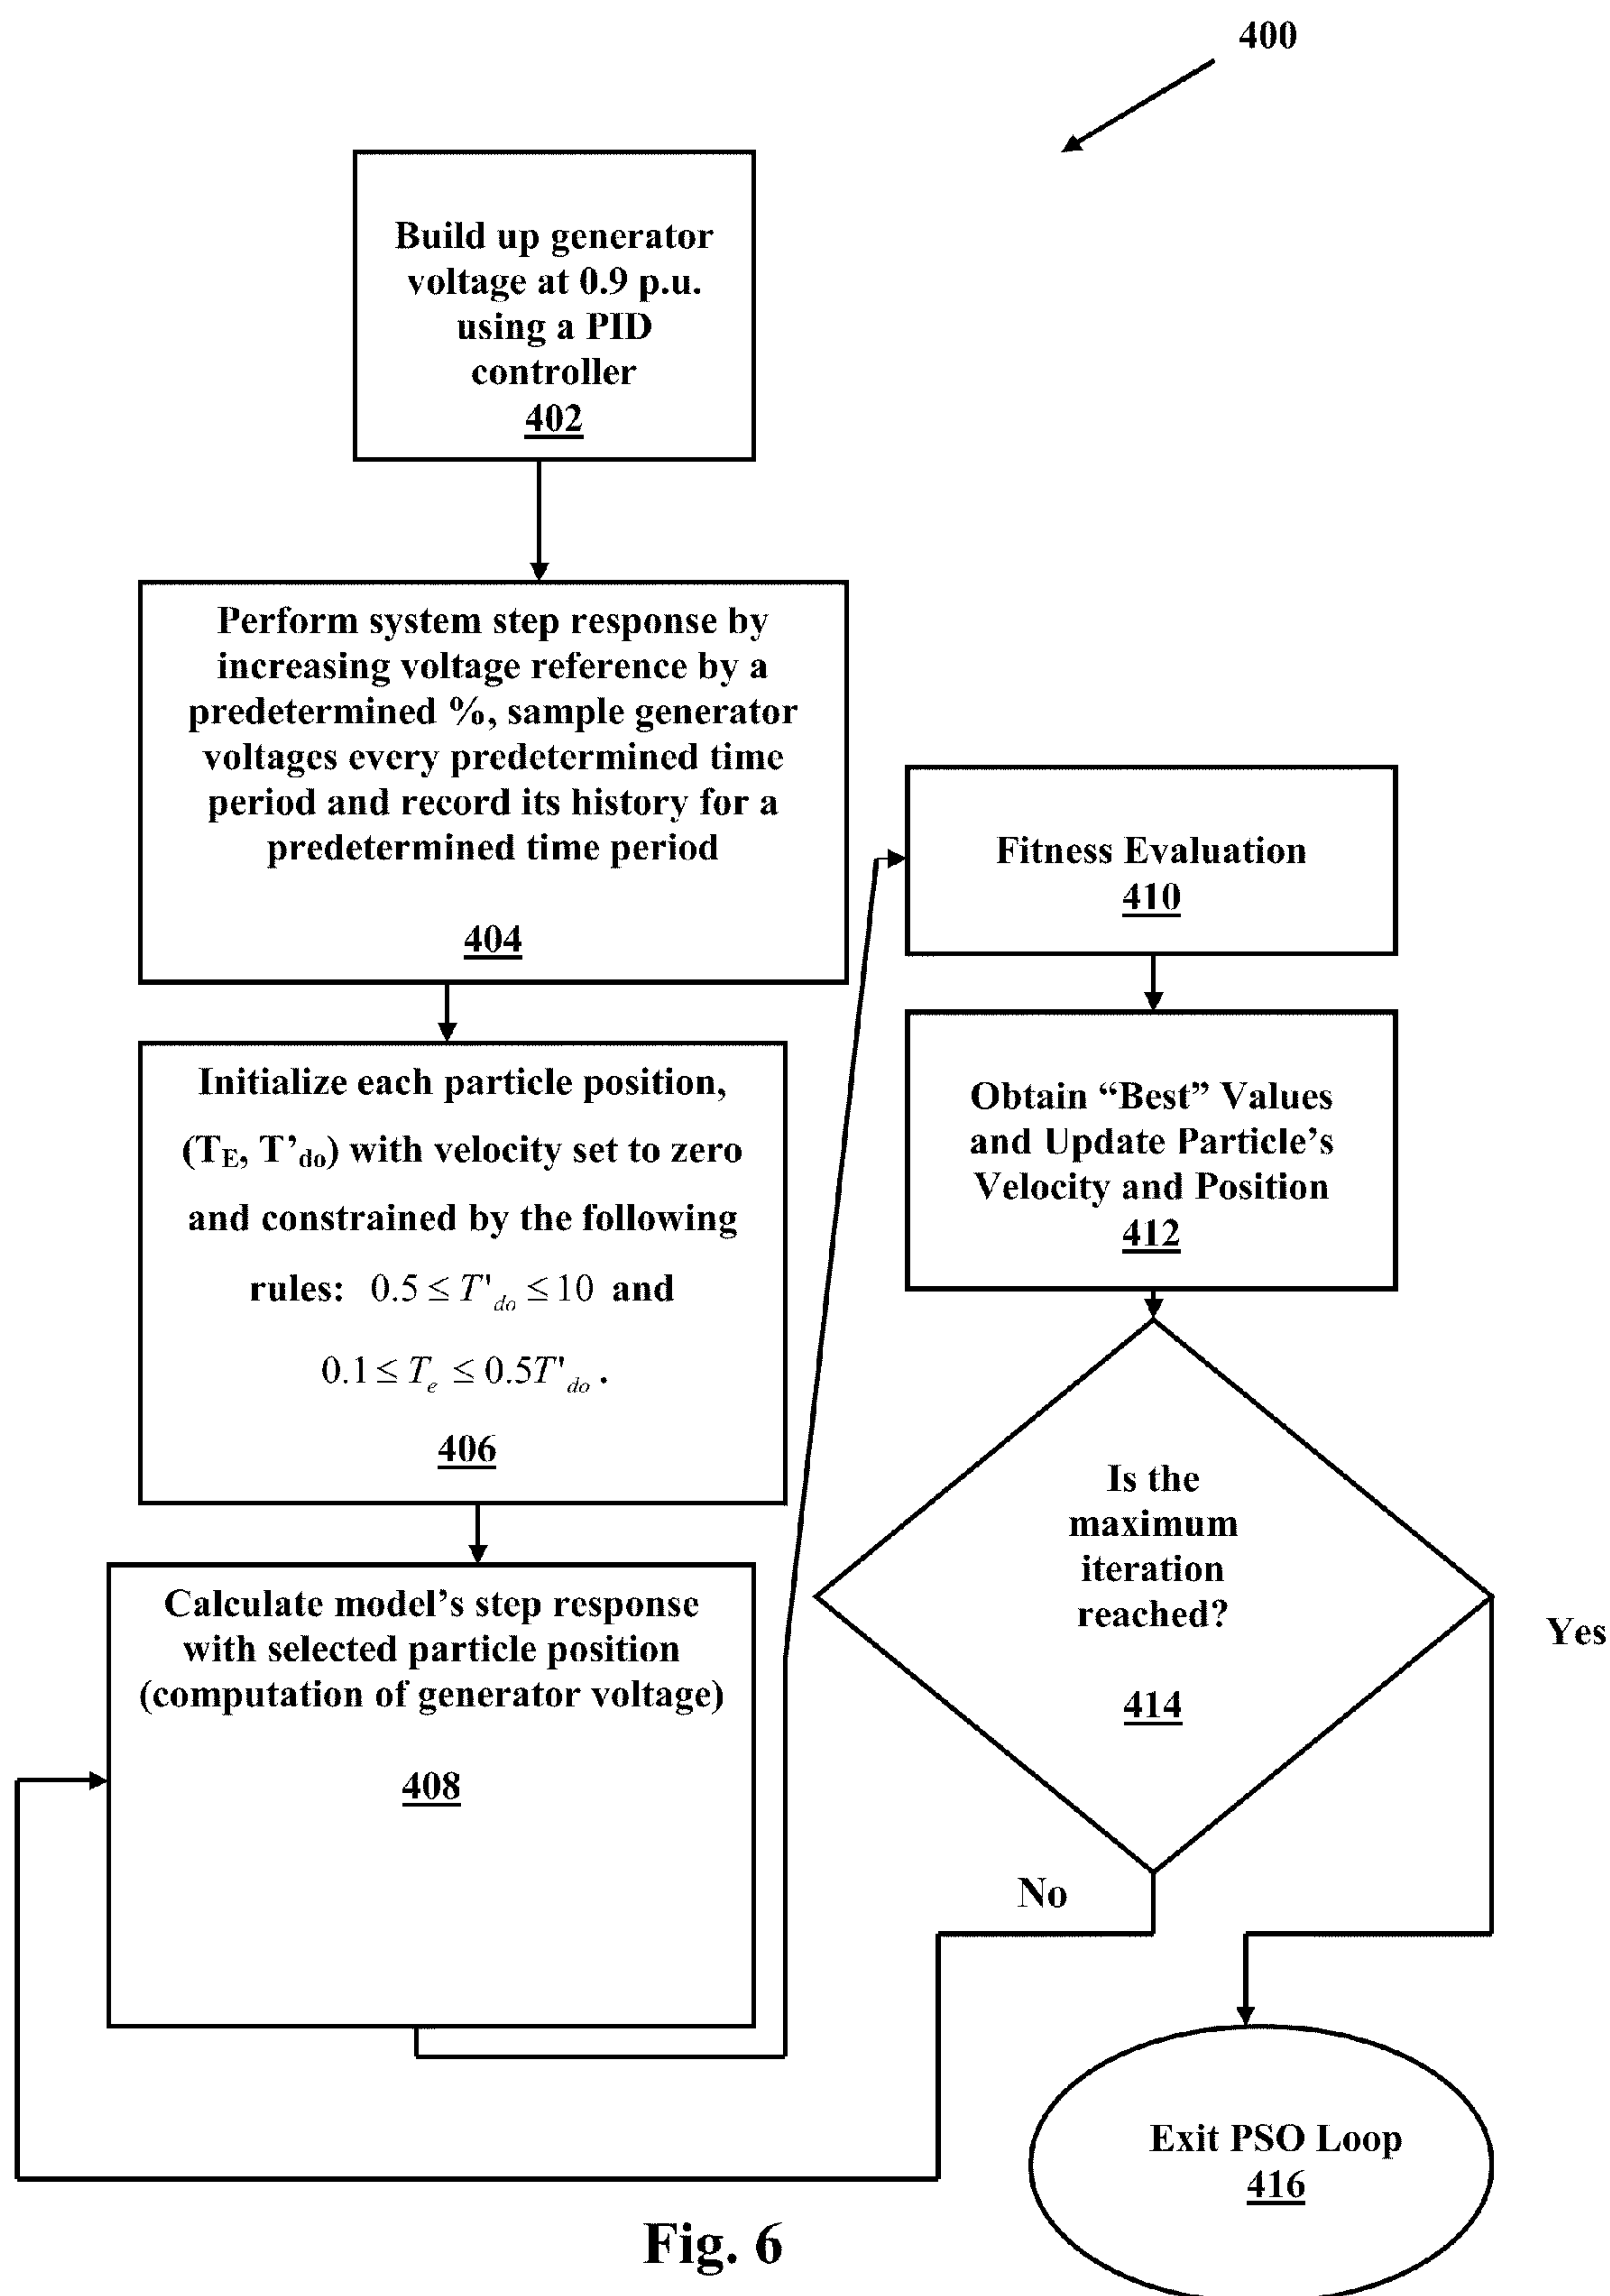 400
Build up generator
voltage at 0.9 p.u.
using a PID
controller
402
Perform system step response by
increasing voltage reference by a
predetermined %, sample generator
voltages every predetermined time
period and record its history for a
predetermined time period
404
Initialize each particle position,
(T_E, T’_do) with velocity set to zero
and constrained by the following
rules: 0.5 ≤ T'_do ≤ 10 and
0.1 ≤ T_e ≤ 0.5T'_do .
406
Calculate model’s step response
with selected particle position
(computation of generator voltage)
408
Fitness Evaluation
410
Obtain “Best” Values
and Update Particle’s
Velocity and Position
412
Is the
maximum
iteration
reached?
414
Yes
No
Exit PSO Loop
416
Fig. 6